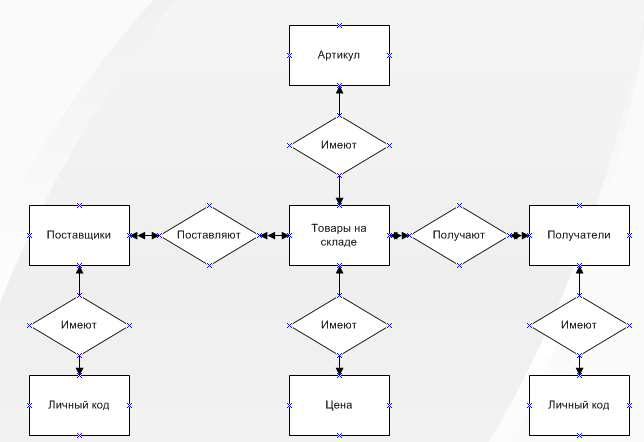 Артикул
Имеют
Поставщики
Поставляют
Товары на
складе
Получают
Получатели
Имеют
Имеют
Имеют
Личный код
Цена
Личный код